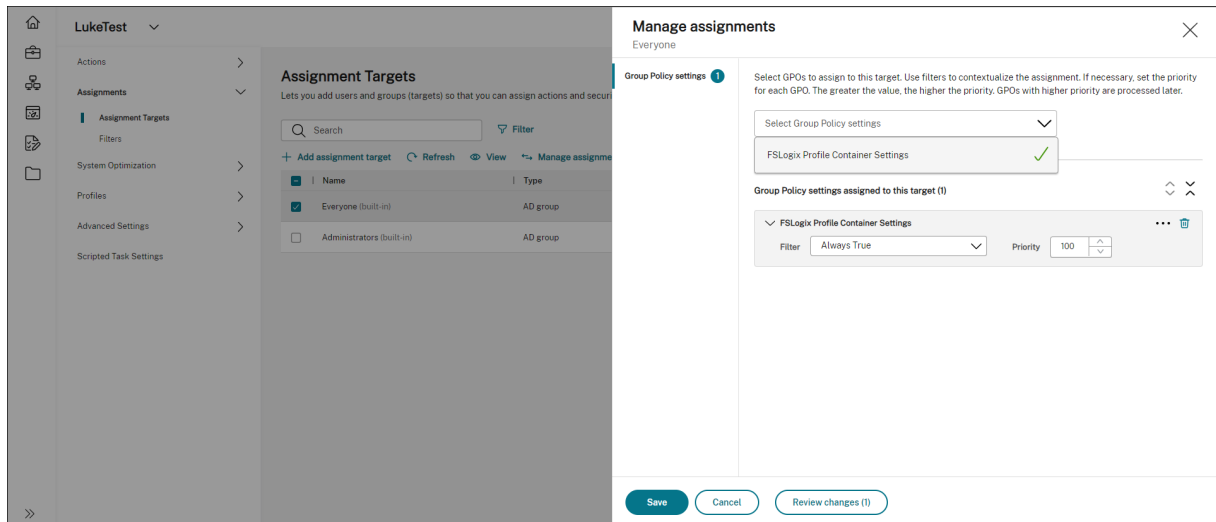 LukeTest
Actions
Assignments
Assignment Targets
Filters
System Optimization
Profiles
Advanced Settings
Scripted Task Settings
Assignment Targets
Lets you add users and groups (targets) so that you can assign actions and securi
Search
Filter
Add assignment target Refresh View Manage assignme
Name Type
Everyone (built-in) AD group
Administrators (built-in) AD group
Manage assignments
Everyone
Group Policy settings 1
Select GPOs to assign to this target. Use filters to contextualize the assignment. If necessary, set the priority
for each GPO. The greater the value, the higher the priority. GPOs with higher priority are processed later.
Select Group Policy settings
FSLogix Profile Container Settings
Group Policy settings assigned to this target (1)
FSLogix Profile Container Settings
Filter Always True Priority 100
Save Cancel Review changes (1)